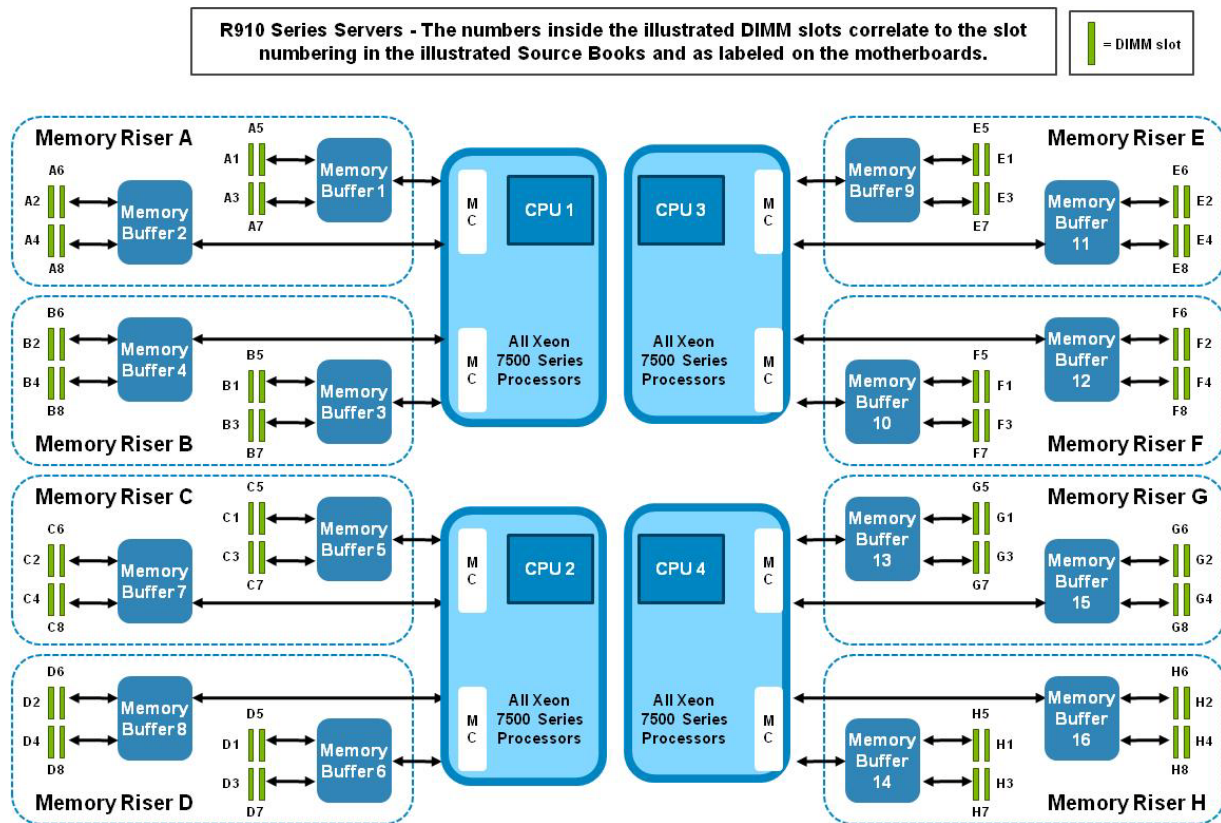 R910 Series Servers - The numbers inside the illustrated DIMM slots correlate to the slot
numbering in the illustrated Source Books and as labeled on the motherboards.
= DIMM slot
Memory Riser A
A5
A1
A3
A7
Memory
Buffer 1
A6
A2
A4
A8
Memory
Buffer 2
Memory Riser B
B6
B2
B4
B8
Memory
Buffer 4
B5
B1
B3
B7
Memory
Buffer 3
M
C
CPU 1
M
C
All Xeon
7500 Series
Processors
CPU 3
M
C
All Xeon
7500 Series
Processors
M
C
Memory Riser E
Memory
Buffer 9
E5
E1
E3
E7
Memory
Buffer
11
E6
E2
E4
E8
Memory Riser F
Memory
Buffer
12
F6
F2
F4
F8
Memory
Buffer
10
F5
F1
F3
F7
Memory Riser C
C5
C1
C3
C7
Memory
Buffer 5
C6
C2
C4
C8
Memory
Buffer 7
Memory Riser D
D6
D2
D4
D8
Memory
Buffer 8
D5
D1
D3
D7
Memory
Buffer 6
M
C
CPU 2
M
C
All Xeon
7500 Series
Processors
CPU 4
M
C
All Xeon
7500 Series
Processors
M
C
Memory Riser G
Memory
Buffer
13
G5
G1
G3
G7
Memory
Buffer
15
G6
G2
G4
G8
Memory Riser H
Memory
Buffer
16
H6
H2
H4
H8
Memory
Buffer
14
H5
H1
H3
H7